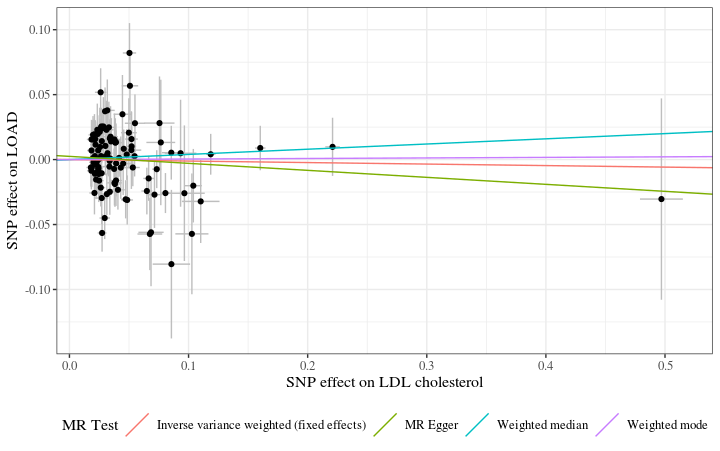 0.10
0.05
0.00
-0.05
-0.10
SNP effect on LOAD
0.0 0.1 0.2 0.3 0.4 0.5
SNP effect on LDL cholesterol
MR Test Inverse variance weighted (fixed effects) MR Egger Weighted median Weighted mode